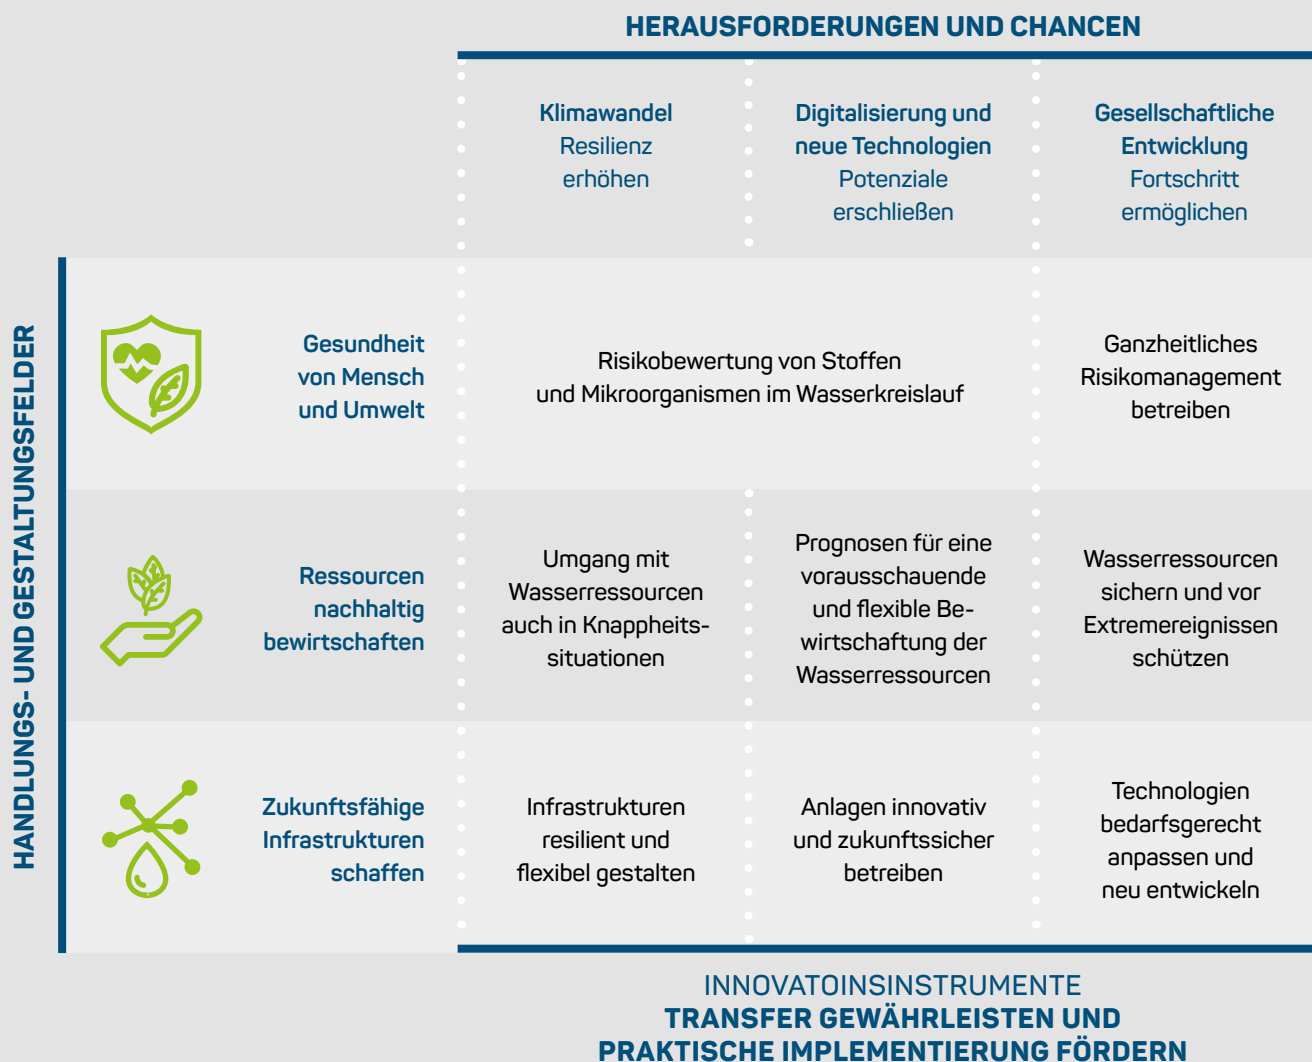 HERAUSFORDERUNGEN UND CHANCEN
Klimawandel
Resilienz
erhöhen
Digitalisierung und
neue Technologien
Potenziale
erschließen
Gesellschaftliche
Entwicklung
Fortschritt
ermöglichen
HANDLUNGS- UND GESTALTUNGSFELDER
Gesundheit
von Mensch
und Umwelt
Risikobewertung von Stoffen
und Mikroorganismen im Wasserkreislauf
Ganzheitliches
Risikomanagement
betreiben
Ressourcen
nachhaltig
bewirtschaften
Umgang mit
Wasserressourcen
auch in Knappheits-
situationen
Prognosen für eine
vorausschauende
und flexible Be-
wirtschaftung der
Wasserressourcen
Wasserressourcen
sichern und vor
Extremereignissen
schützen
Zukunftsfähige
Infrastrukturen
schaffen
Infrastrukturen
resilient und
flexibel gestalten
Anlagen innovativ
und zukunftssicher
betreiben
Technologien
bedarfsgerecht
anpassen und
neu entwickeln
INNOVATOINSINSTRUMENTE
TRANSFER GEWÄHRLEISTEN UND
PRAKTISCHE IMPLEMENTIERUNG FÖRDERN